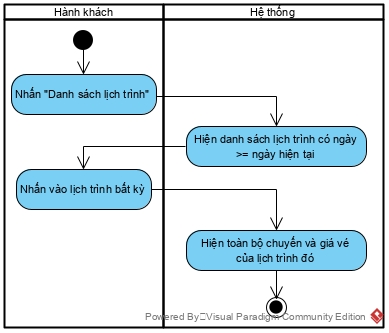 Hành khách
Hệ thống
Nhấn "Danh sách lịch trình"
Hiện danh sách lịch trình có ngày
>= ngày hiện tại
Nhấn vào lịch trình bất kỳ
Hiện toàn bộ chuyến và giá vé
của lịch trình đó
Powered By Visual Paradigm Community Edition